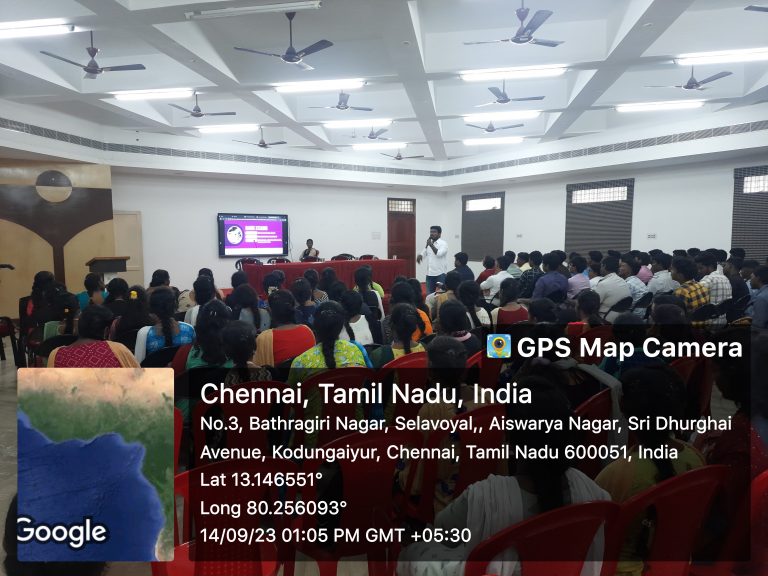 GPS Map Camera
Chennai, Tamil Nadu, India
No.3, Bathragiri Nagar, Selavoyal,, Aiswarya Nagar, Sri Dhurghai
Avenue, Kodungaiyur, Chennai, Tamil Nadu 600051, India
Lat 13.146551°
Long 80.256093°
14/09/23 01:05 PM GMT +05:30
Google